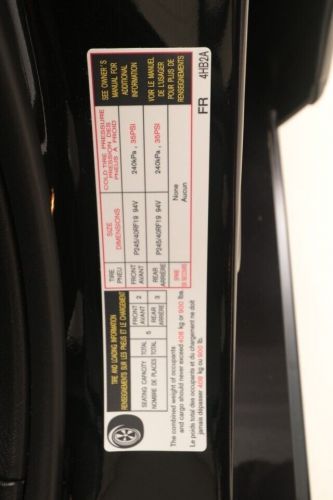 TIRE AND LOADING INFORMATION
RENSEIGNEMENTS SUR LES PNEUS ET LE CHARGEMENT
SEATING CAPACITY TOTAL 5 FRONT AVANT 2 REAR ARRIÈRE 3
NOMBRE DE PLACES TOTAL
The combined weight of occupants
and cargo should never exceed 408 kg or 900 lbs.
Le poids total des occupants et du chargement ne doit
jamais dépasser 408 kg ou 900 lb.
TIRE PNEU
SIZE DIMENSIONS
COLD TIRE PRESSURE
PRESSION DES
PNEUS A FROID
SEE OWNER'S
MANUAL FOR
ADDITIONAL
INFORMATION
FRONT AVANT P245/40RF19 94V 240kPa, 35PSI
REAR ARRIÈRE P245/40RF19 94V 240kPa, 35PSI
VOIR LE MANUEL
DE L'USAGER
POUR PLUS DE
RENSEIGNEMENTS
SPARE
DE SECOURS
None
Aucun
FR 4HB2A